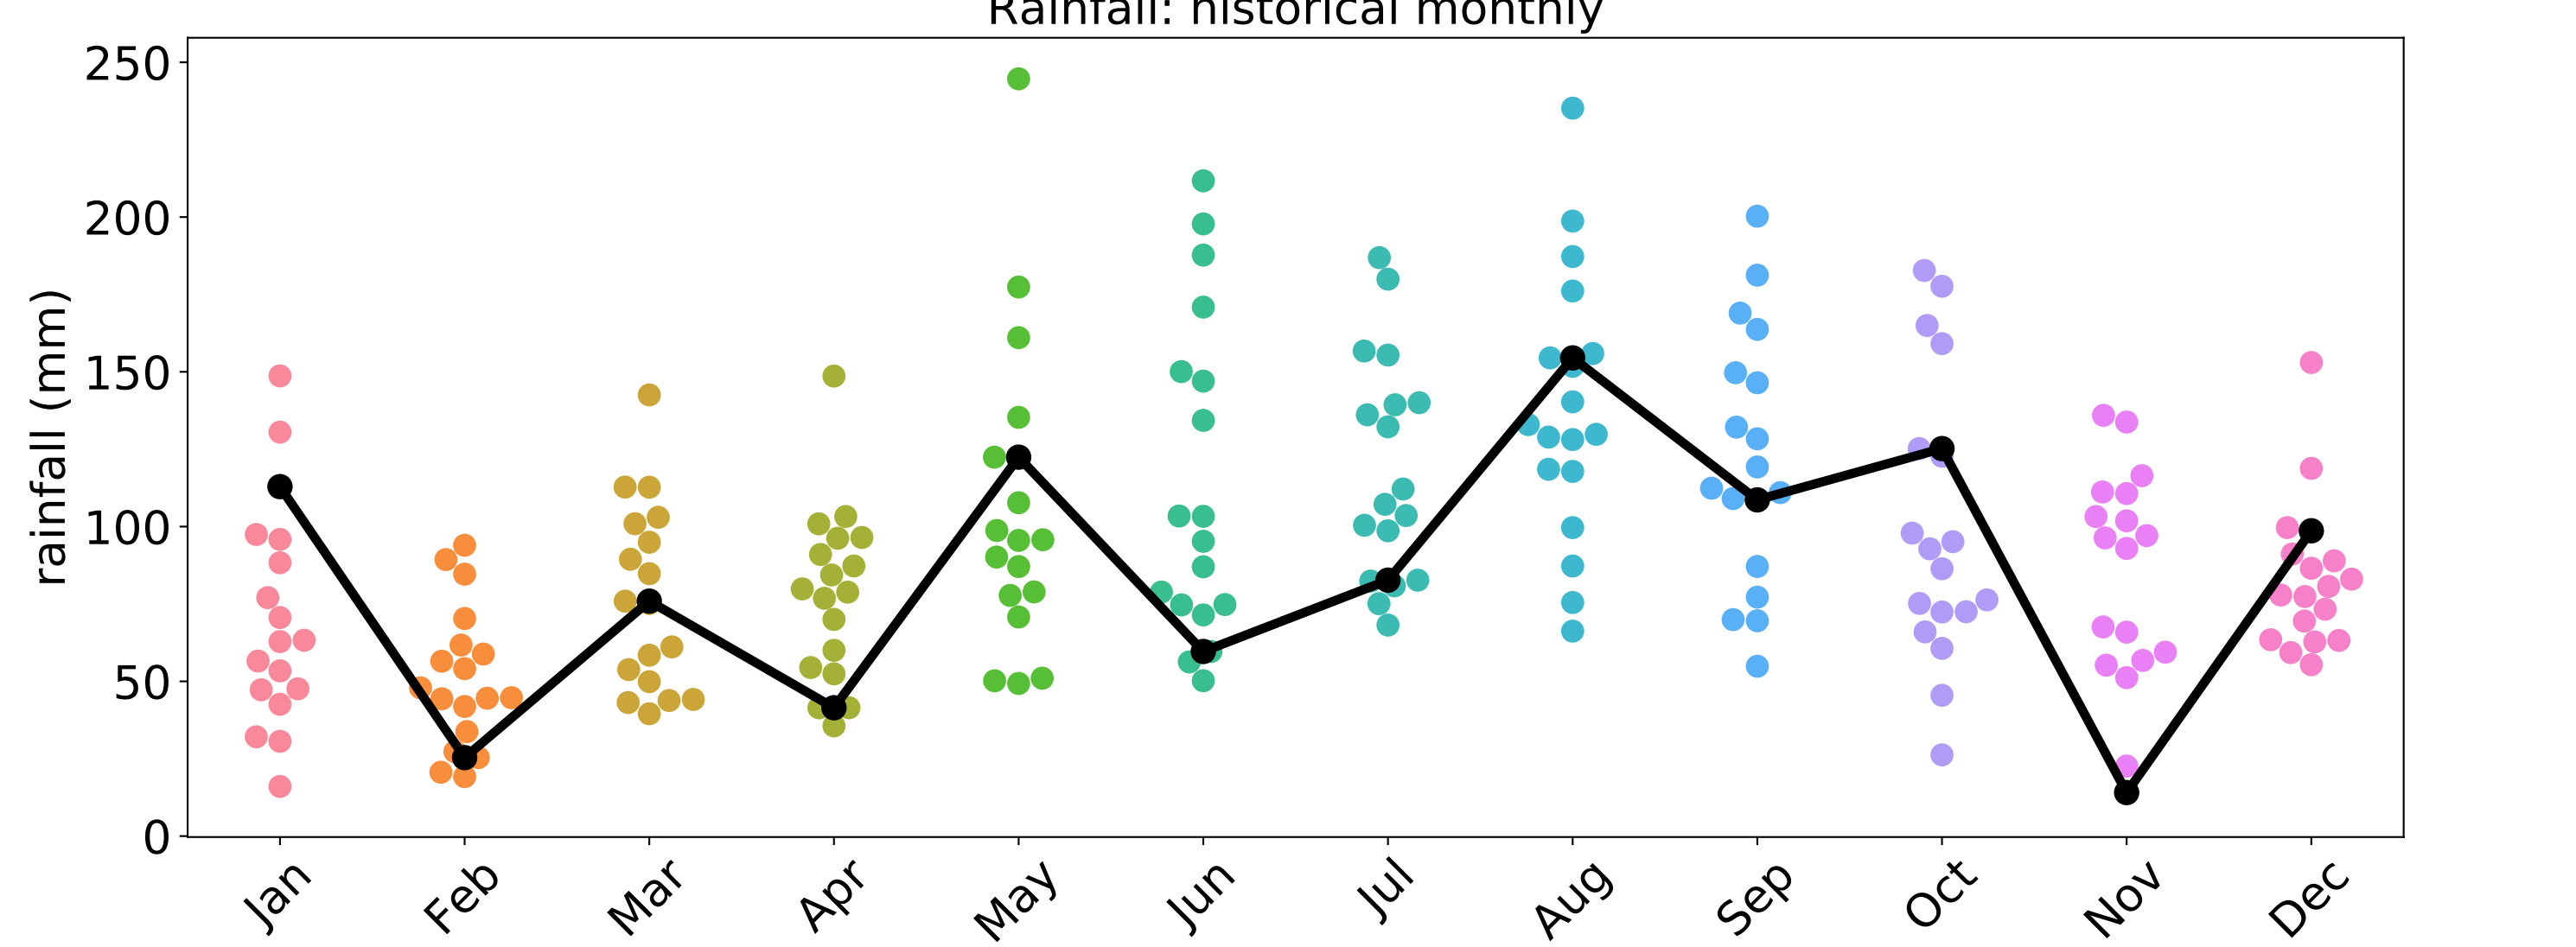 Rainfall: historical monthly
rainfall (mm)
250
200
150
100
50
0
Jan
Feb
Mar
Apr
May
Jun
Jul
Aug
Sep
Oct
Nov
Dec